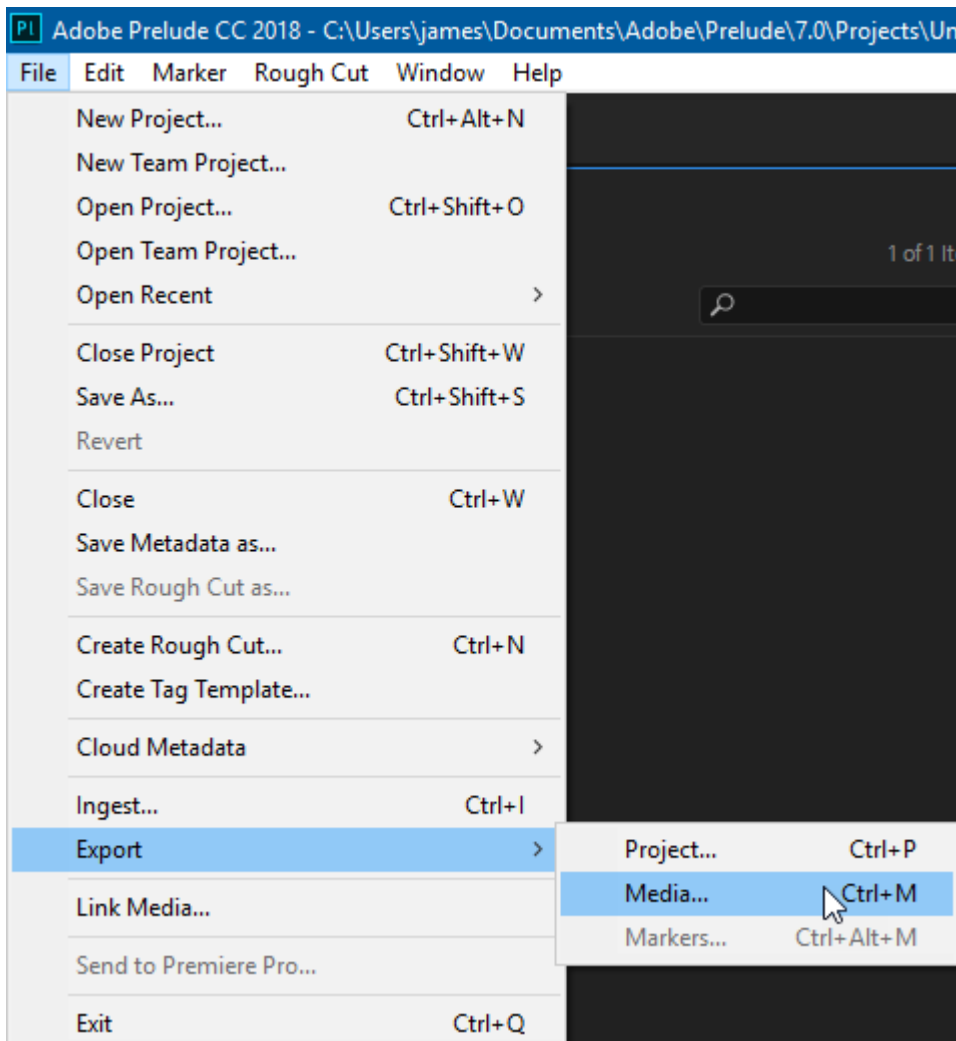 Pl Adobe Prelude CC 2018 - C:\Users\james\Documents\Adobe\Prelude\7.0\Projects\Un
File Edit Marker Rough Cut Window Help
New Project... Ctrl+Alt+N
New Team Project...
Open Project... Ctrl+Shift+O
Open Team Project...
1 of 1 It
Open Recent
Close Project Ctrl+Shift+W
Save As... Ctrl+Shift+S
Revert
Close Ctrl+W
Save Metadata as...
Save Rough Cut as...
Create Rough Cut... Ctrl+N
Create Tag Template...
Cloud Metadata
Ingest... Ctrl+I
Export
Project... Ctrl+P
Media... Ctrl+M
Markers... Ctrl+Alt+M
Link Media...
Send to Premiere Pro...
Exit Ctrl+Q